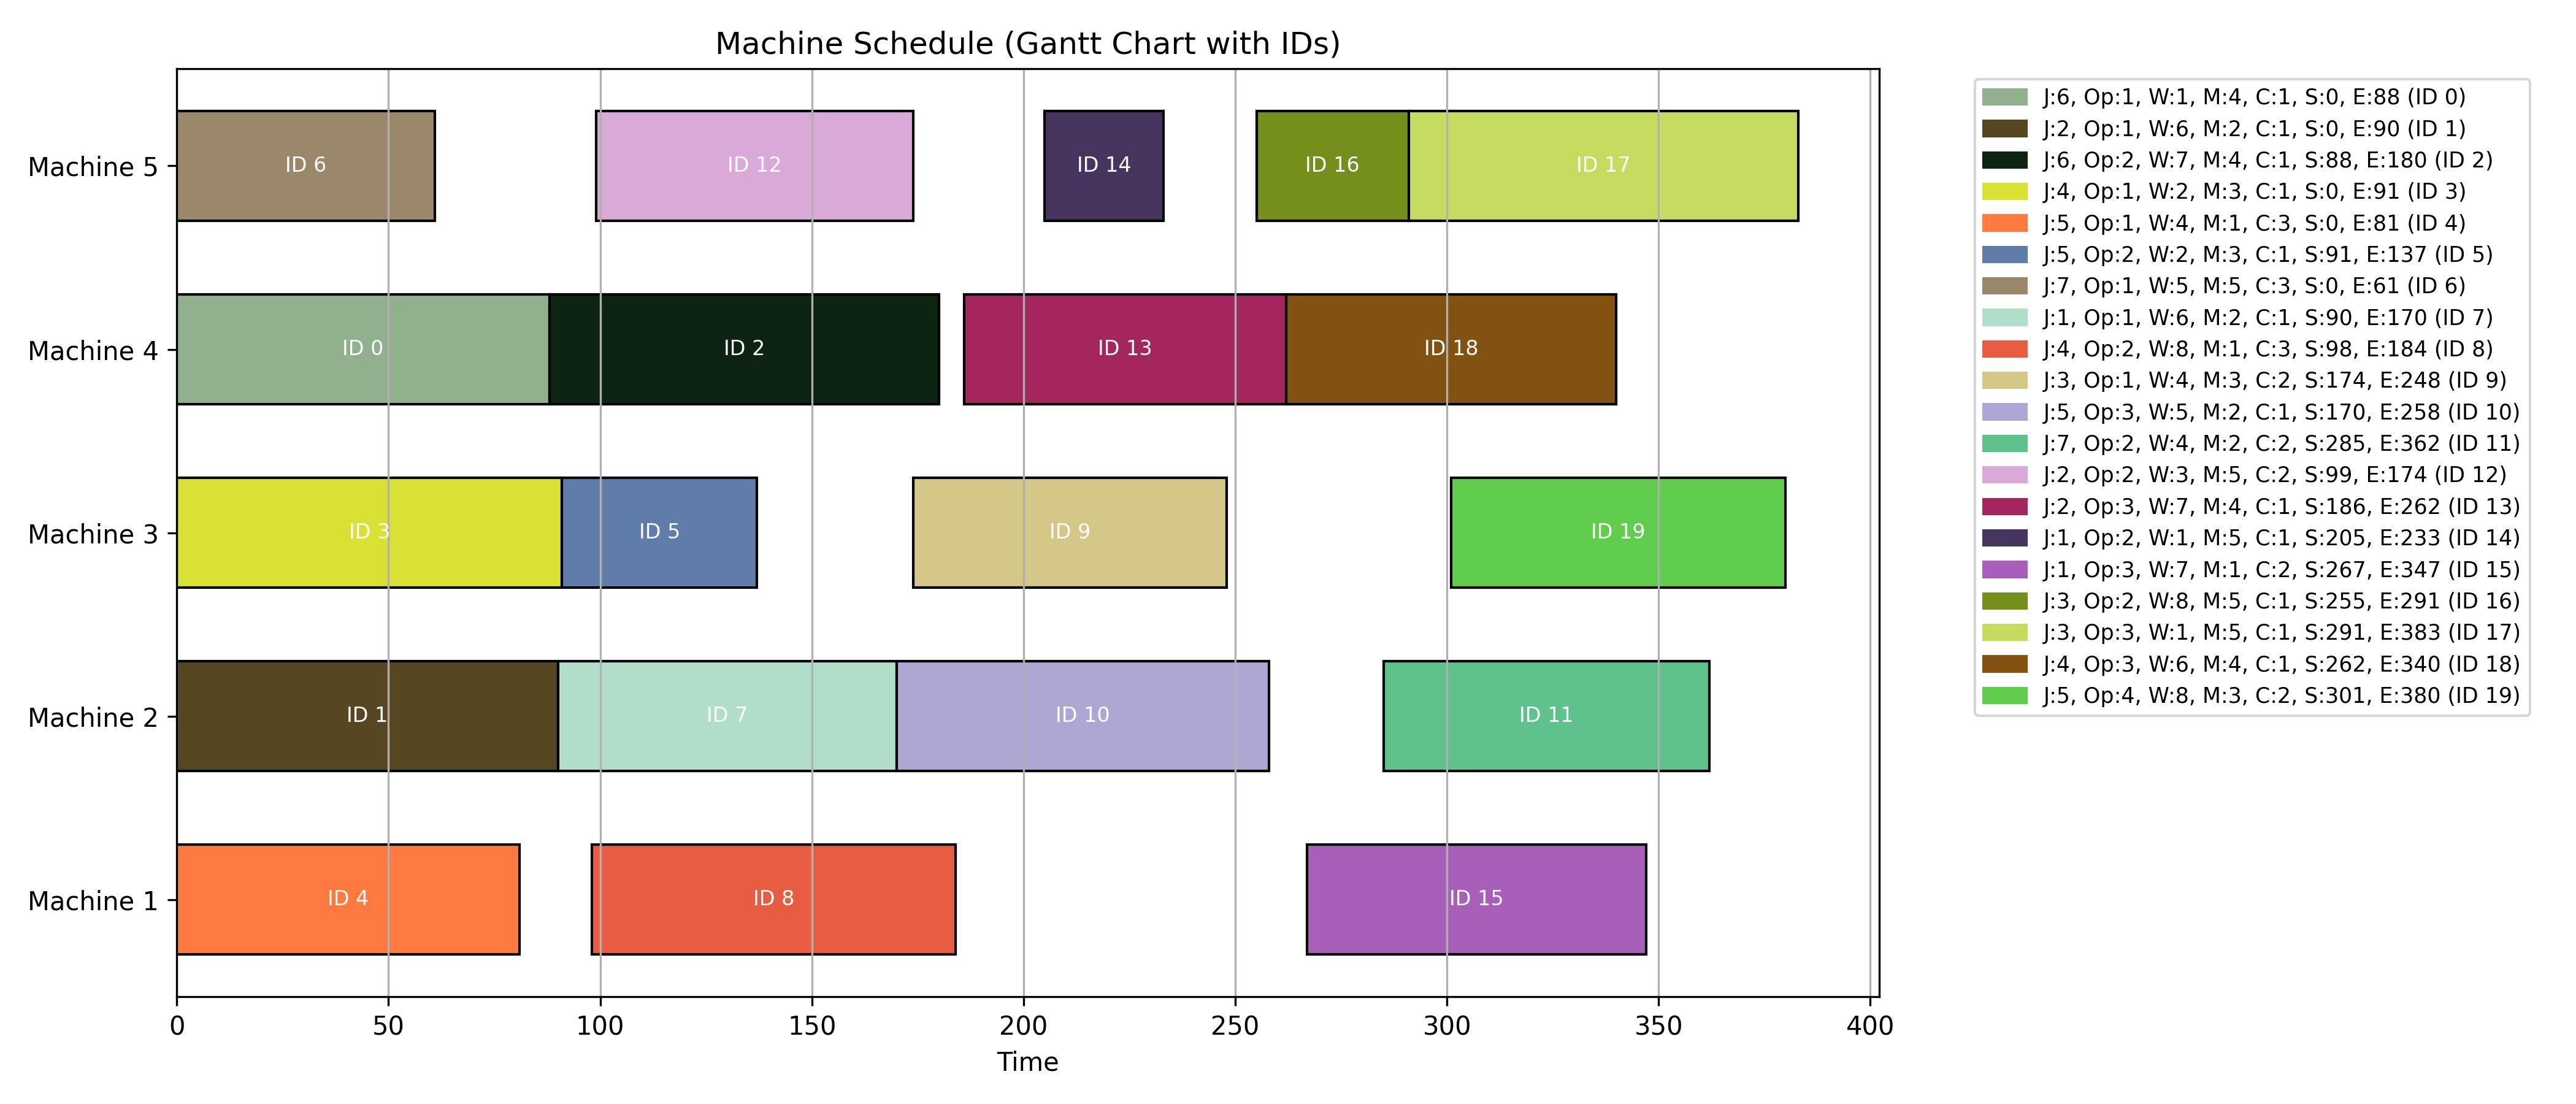 Machine Schedule (Gantt Chart with IDs)
Machine 5
ID 6
ID 12
ID 14
ID 16
ID 17
Machine 4
ID 0
ID 2
ID 13
ID 18
Machine 3
ID 3
ID 5
ID 9
ID 19
Machine 2
ID 1
ID 7
ID 10
ID 11
Machine 1
ID 4
ID 8
ID 15
0
50
100
150
200
250
300
350
400
Time
J:6, Op:1, W:1, M:4, C:1, S:0, E:88 (ID 0)
J:2, Op:1, W:6, M:2, C:1, S:0, E:90 (ID 1)
J:6, Op:2, W:7, M:4, C:1, S:88, E:180 (ID 2)
J:4, Op:1, W:2, M:3, C:1, S:0, E:91 (ID 3)
J:5, Op:1, W:4, M:1, C:3, S:0, E:81 (ID 4)
J:5, Op:2, W:2, M:3, C:1, S:91, E:137 (ID 5)
J:7, Op:1, W:5, M:5, C:3, S:0, E:61 (ID 6)
J:1, Op:1, W:6, M:2, C:1, S:90, E:170 (ID 7)
J:4, Op:2, W:8, M:1, C:3, S:98, E:184 (ID 8)
J:3, Op:1, W:4, M:3, C:2, S:174, E:248 (ID 9)
J:5, Op:3, W:5, M:2, C:1, S:170, E:258 (ID 10)
J:7, Op:2, W:4, M:2, C:2, S:285, E:362 (ID 11)
J:2, Op:2, W:3, M:5, C:2, S:99, E:174 (ID 12)
J:2, Op:3, W:7, M:4, C:1, S:186, E:262 (ID 13)
J:1, Op:2, W:1, M:5, C:1, S:205, E:233 (ID 14)
J:1, Op:3, W:7, M:1, C:2, S:267, E:347 (ID 15)
J:3, Op:2, W:8, M:5, C:1, S:255, E:291 (ID 16)
J:3, Op:3, W:1, M:5, C:1, S:291, E:383 (ID 17)
J:4, Op:3, W:6, M:4, C:1, S:262, E:340 (ID 18)
J:5, Op:4, W:8, M:3, C:2, S:301, E:380 (ID 19)